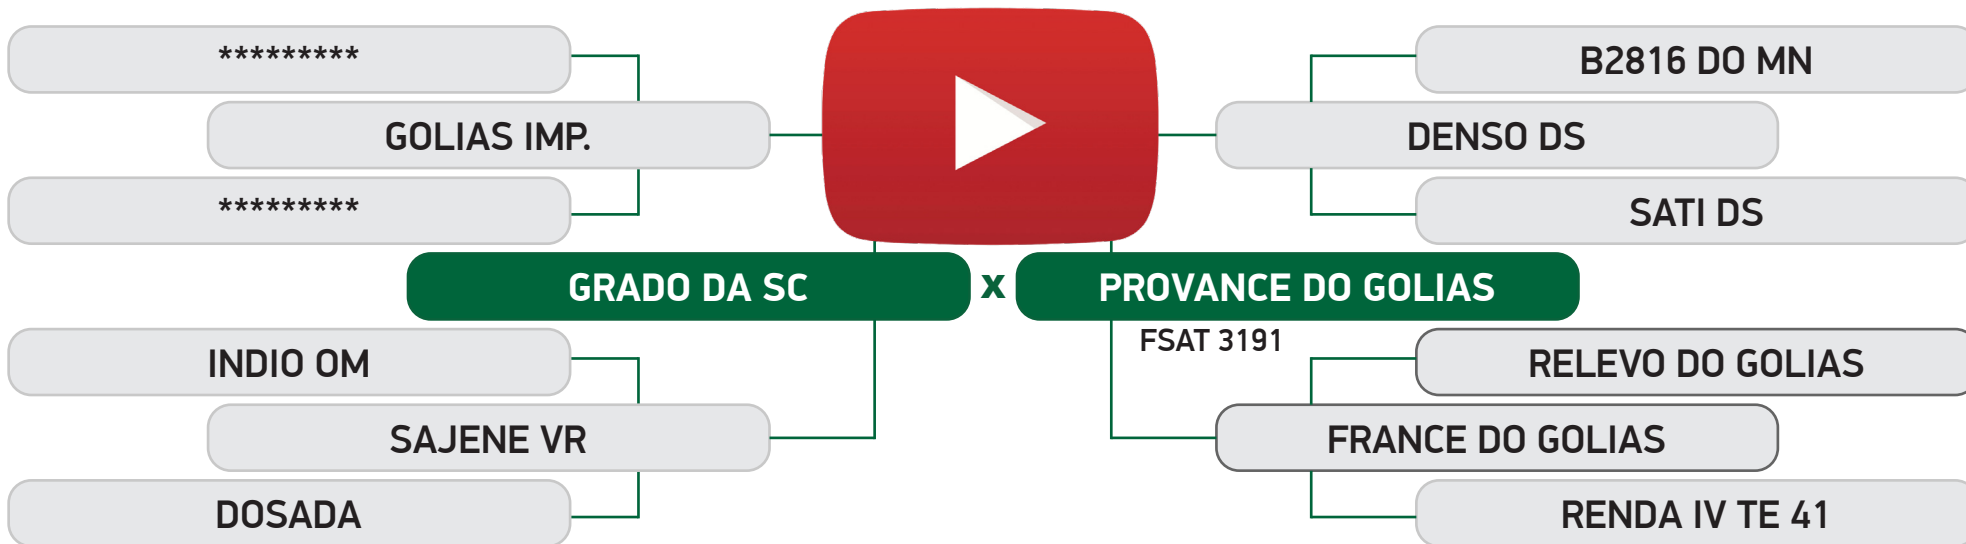 *********
B2816 DO MN
GOLIAS IMP.
DENSO DS
*********
SATI DS
GRADO DA SC x PROVANCE DO GOLIAS
FSAT 3191
INDIO OM
RELEVO DO GOLIAS
SAJENE VR
FRANCE DO GOLIAS
DOSADA
RENDA IV TE 41